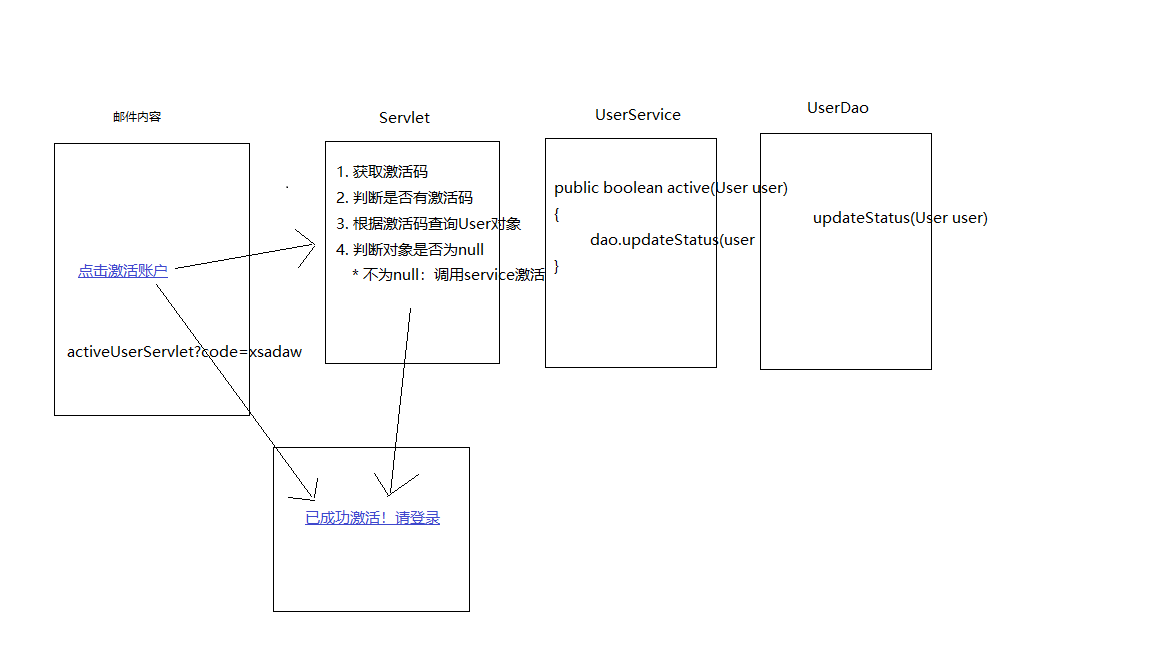 邮件内容
点击激活账户
activeUserServlet?code=xsadaw
Servlet
1. 获取激活码
2. 判断是否有激活码
3. 根据激活码查询User对象
4. 判断对象是否为null
* 不为null：调用service激活
UserService
public boolean active(User user)
{
dao.updateStatus(user
}
UserDao
updateStatus(User user)
已成功激活！请登录